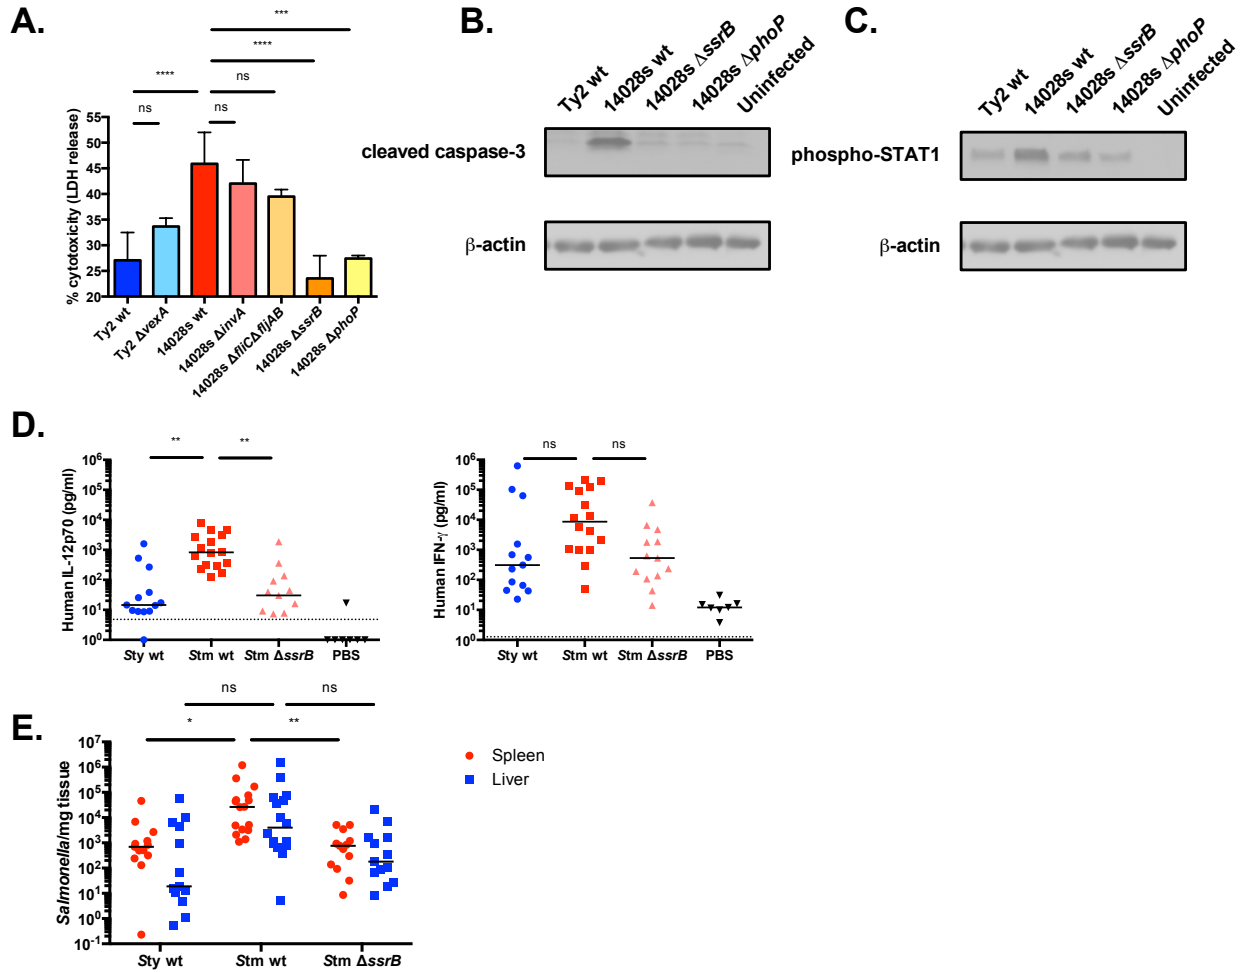 A.
***
****
****
ns
ns
ns
% cytotoxicity (LDH release)
55
50
45
40
35
30
25
20
Ty2 wt
Ty2 ΔvexA
14028s wt
14028s ΔinvA
14028s ΔfliCΔfljAB
14028s ΔssrB
14028s ΔphoP
B.
Ty2 wt
14028s wt
14028s ΔssrB
14028s ΔphoP
Uninfected
cleaved caspase-3
β-actin
C.
Ty2 wt
14028s wt
14028s ΔssrB
14028s ΔphoP
Uninfected
phospho-STAT1
β-actin
D.
** **
Human IL-12p70 (pg/ml)
10⁶
10⁵
10⁴
10³
10²
10¹
10⁰
Sty wt Stm wt Stm ΔssrB PBS
ns ns
Human IFN-γ (pg/ml)
10⁶
10⁵
10⁴
10³
10²
10¹
10⁰
Sty wt Stm wt Stm ΔssrB PBS
E.
ns ns
* **
Salmonella/mg tissue
10⁷
10⁶
10⁵
10⁴
10³
10²
10¹
10⁰
10⁻¹
Sty wt Stm wt Stm ΔssrB
Spleen
Liver